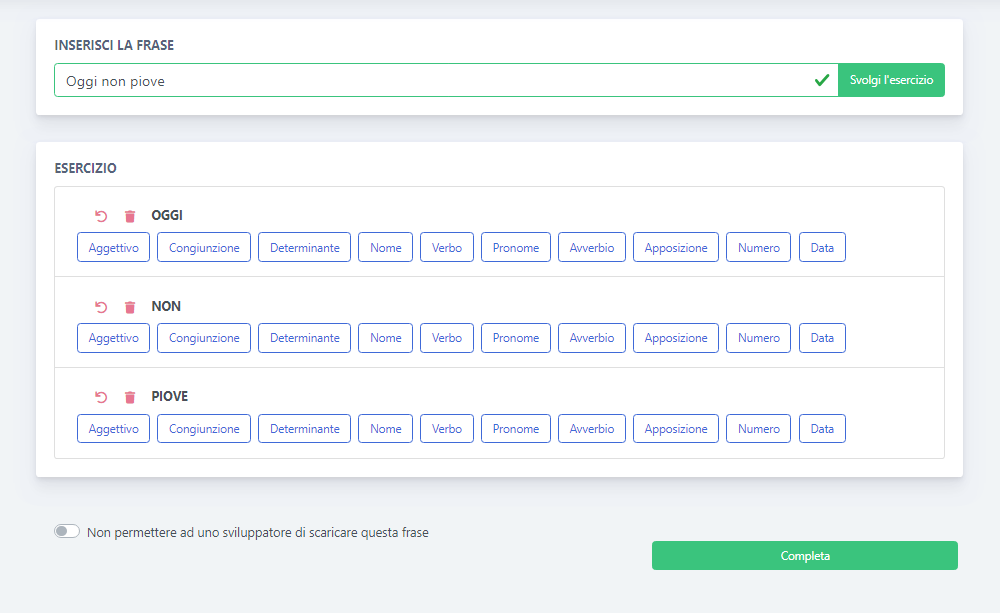 INSERISCI LA FRASE
Oggi non piove Svolgi l'esercizio
ESERCIZIO
OGGI
Aggettivo Congiunzione Determinante Nome Verbo Pronome Avverbio Apposizione Numero Data
NON
Aggettivo Congiunzione Determinante Nome Verbo Pronome Avverbio Apposizione Numero Data
PIOVE
Aggettivo Congiunzione Determinante Nome Verbo Pronome Avverbio Apposizione Numero Data
Non permettere ad uno sviluppatore di scaricare questa frase
Completa